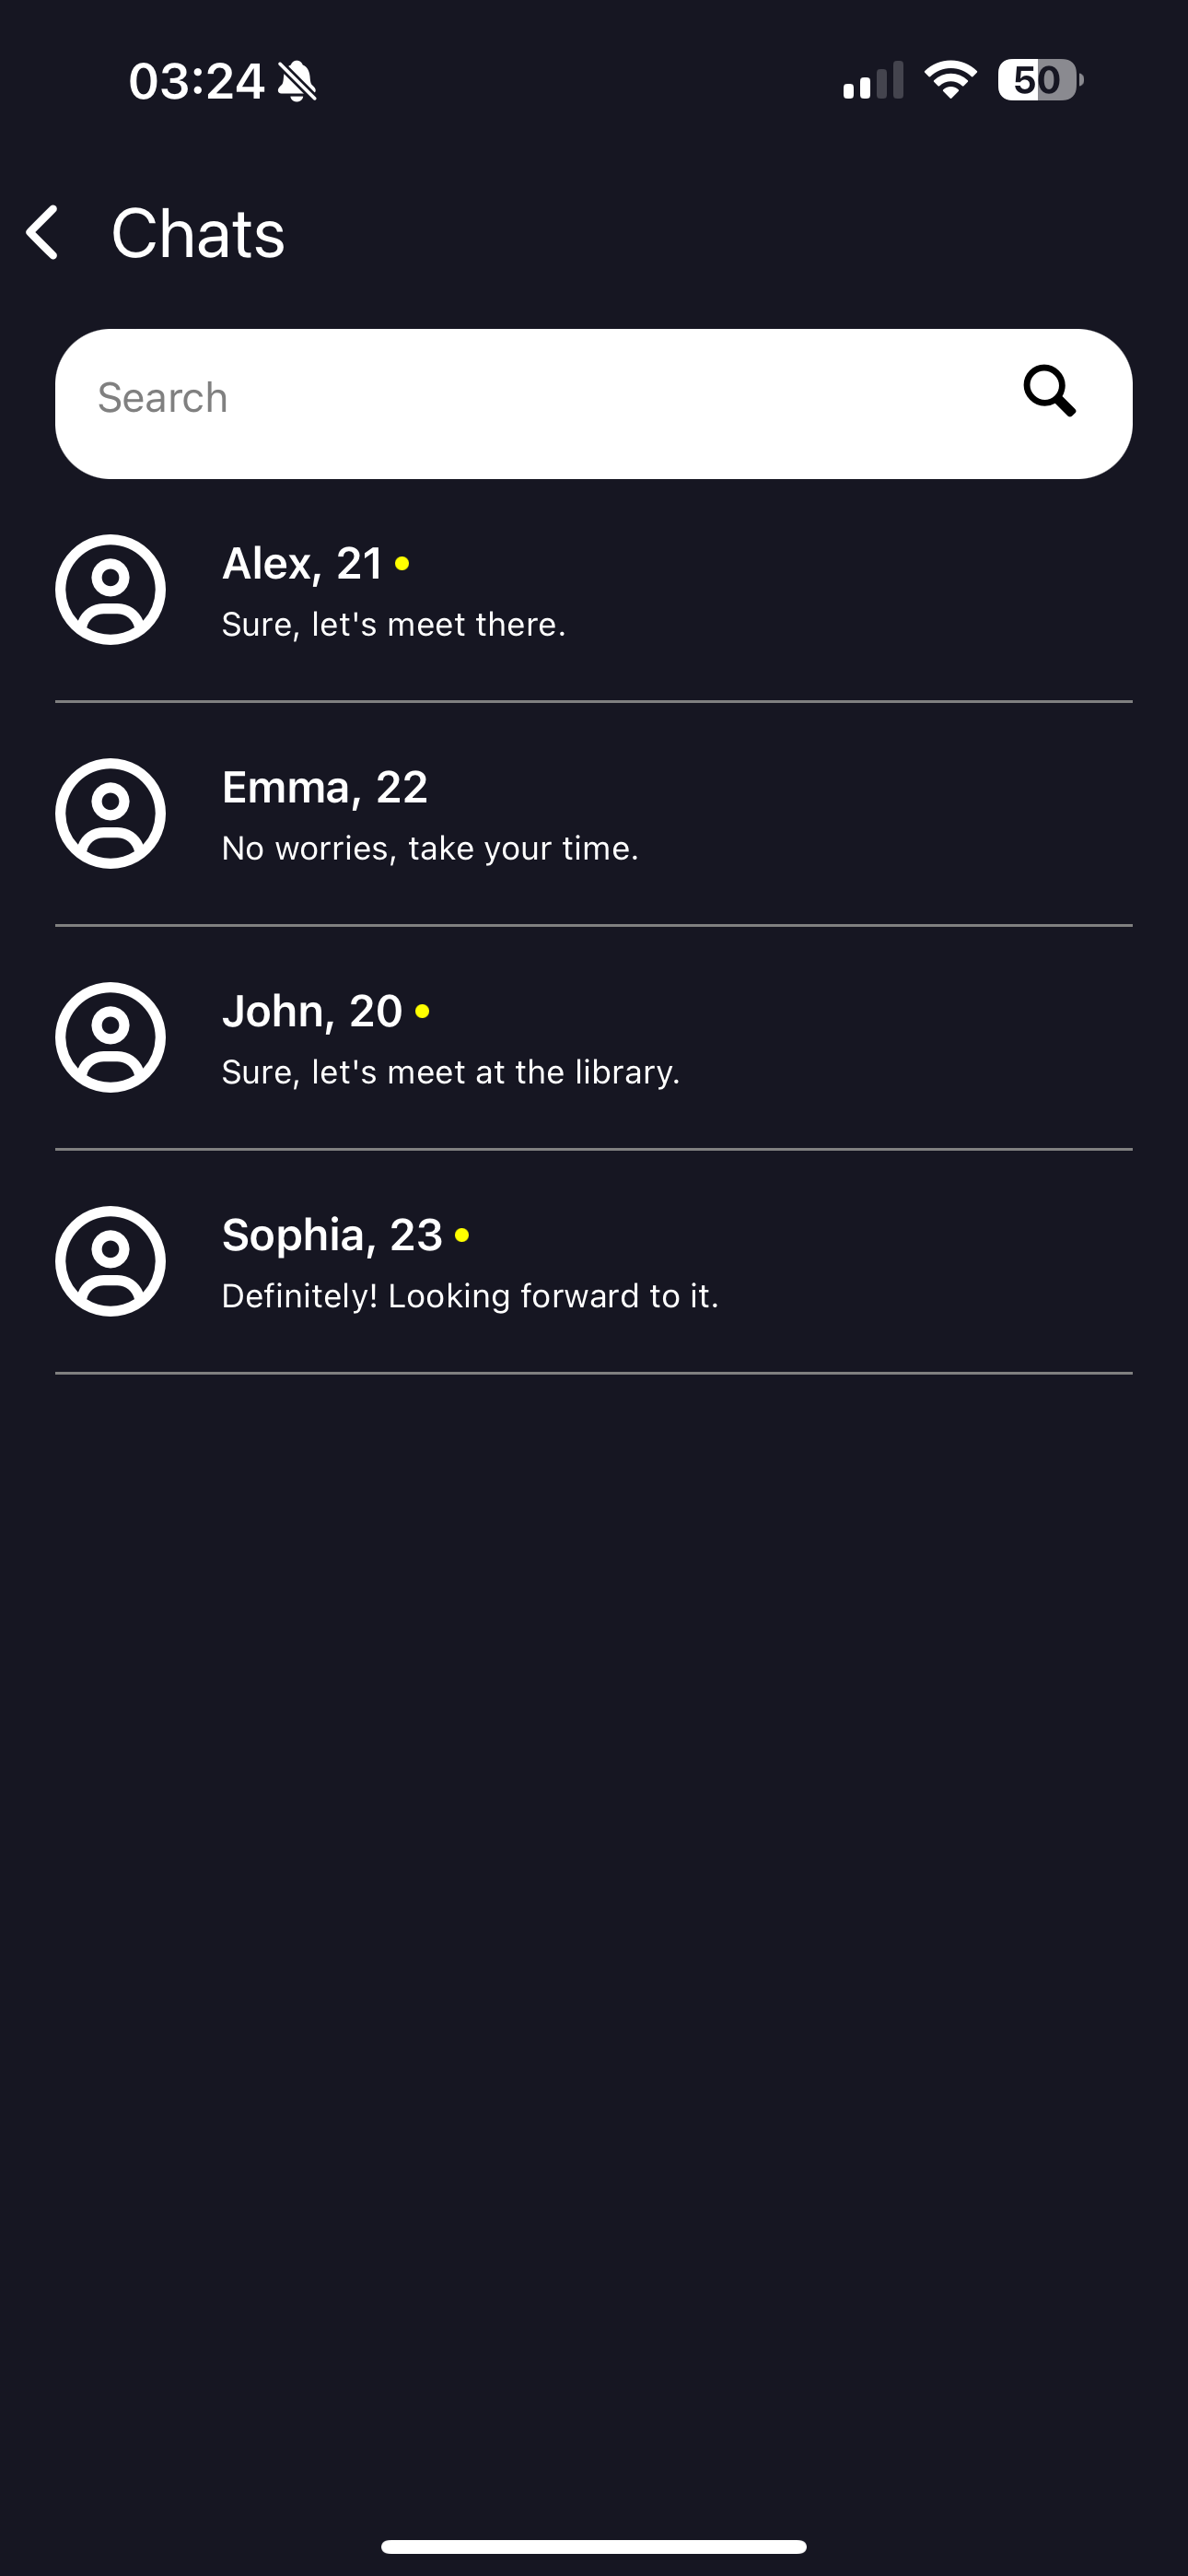 03:24
50
Chats
Search
Alex, 21
Sure, let's meet there.
Emma, 22
No worries, take your time.
John, 20
Sure, let's meet at the library.
Sophia, 23
Definitely! Looking forward to it.